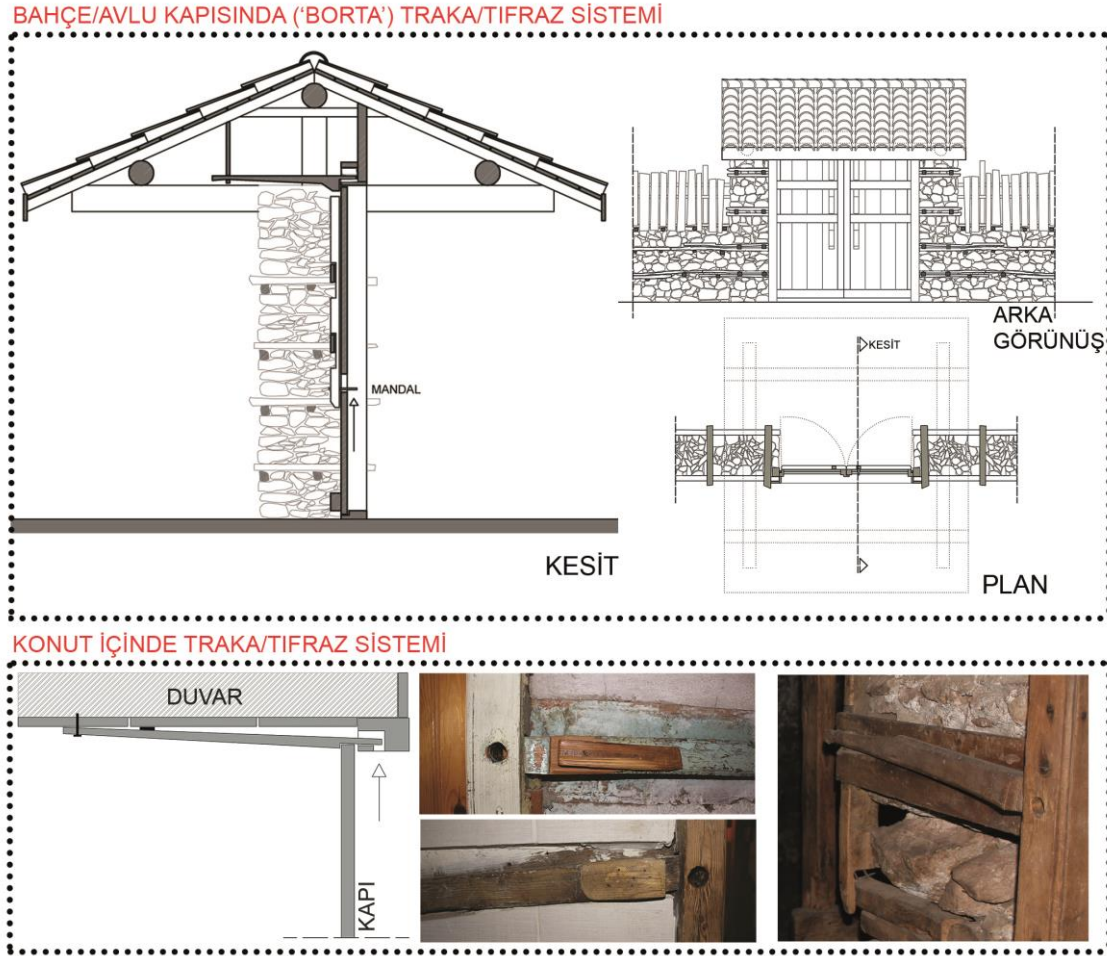 BAHÇE/AVLU KAPISINDA (‘BORTA’) TRAKA/TIFRAZ SİSTEMİ
MANDAL
KESİT
ARKA
GÖRÜNÜŞ
KESİT
PLAN
KONUT İÇİNDE TRAKA/TIFRAZ SİSTEMİ
DUVAR
KAPI